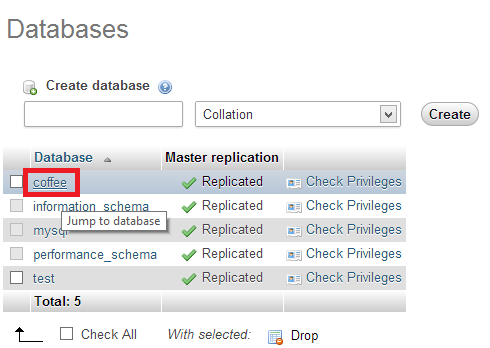 Databases
Create database
Collation Create
Database Master replication
coffee Replicated Check Privileges
information_schema Replicated Check Privileges
Jump to database
mysql Replicated Check Privileges
performance_schema Replicated Check Privileges
test Replicated Check Privileges
Total: 5
Check All With selected: Drop